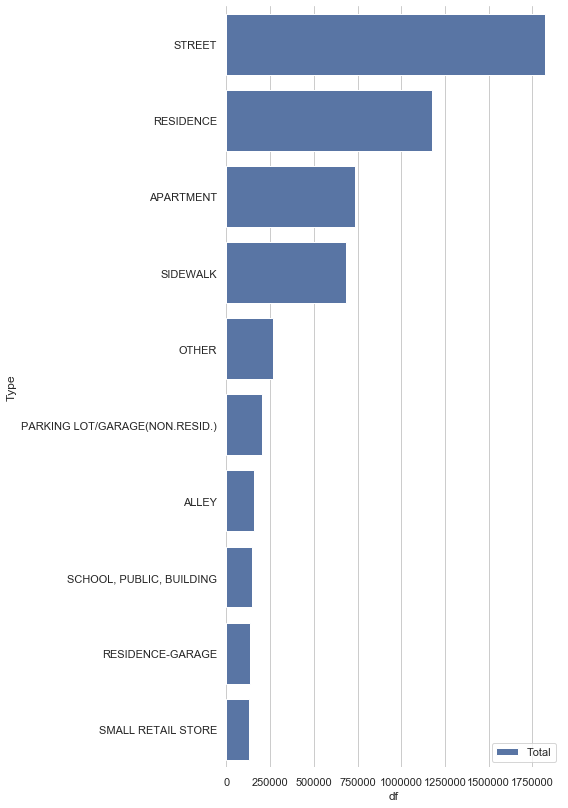 STREET
RESIDENCE
APARTMENT
SIDEWALK
OTHER
PARKING LOT/GARAGE(NON.RESID.)
ALLEY
SCHOOL, PUBLIC, BUILDING
RESIDENCE-GARAGE
SMALL RETAIL STORE
Type
Total
0 250000 500000 750000 1000000 1250000 1500000 1750000
df